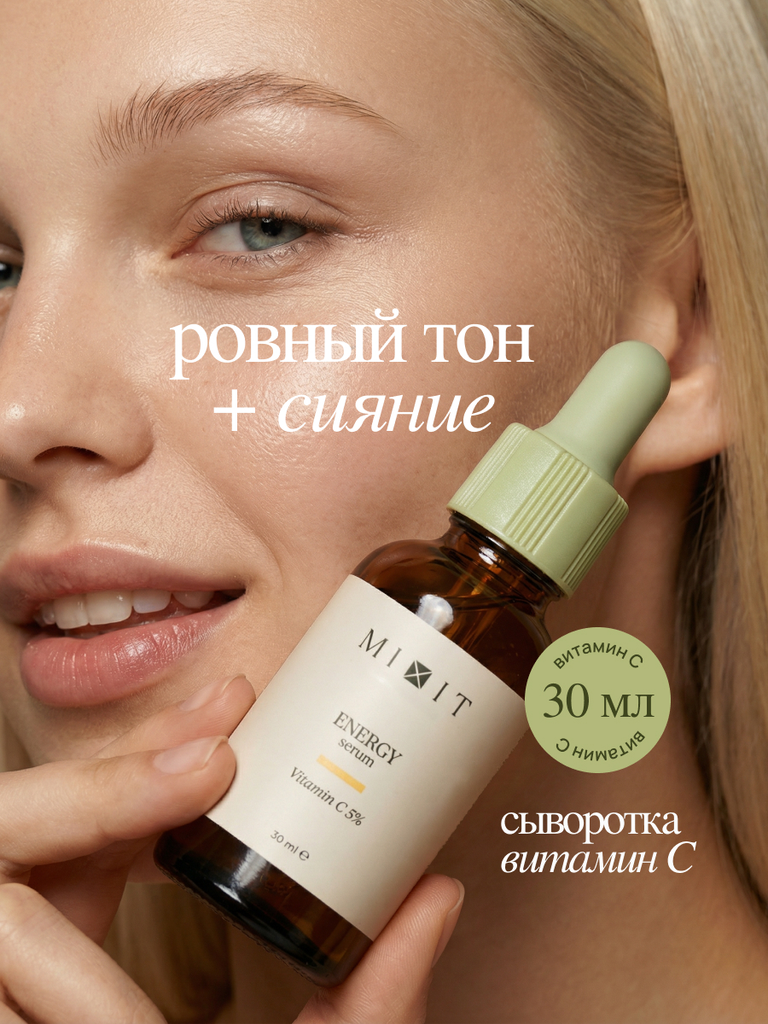 ровный тон
+ сияние
MIXIT
ENERGY
serum
Vitamin C 5%
30 ml ℮
витамин С
30 мл
витамин С
сыворотка
витамин С